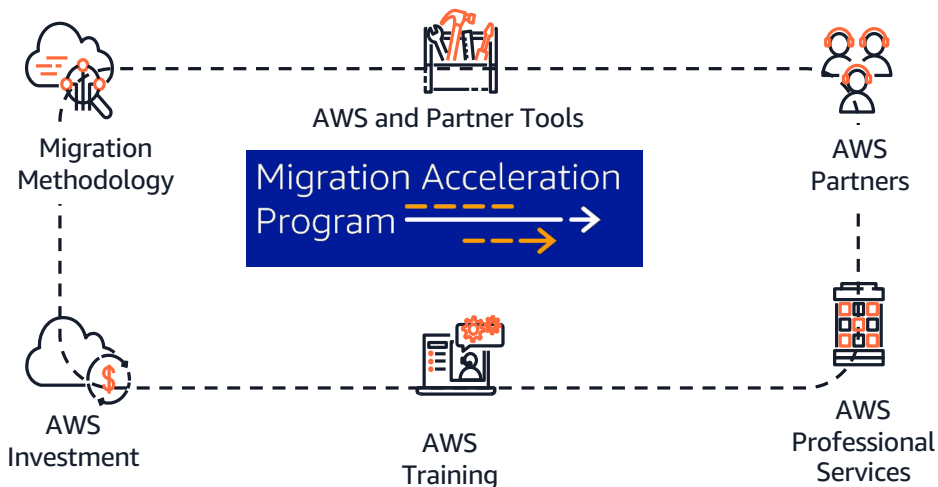 AWS and Partner Tools
Migration
Methodology
AWS
Partners
Migration Acceleration
Program
$
AWS
Investment
AWS
Training
AWS
Professional
Services